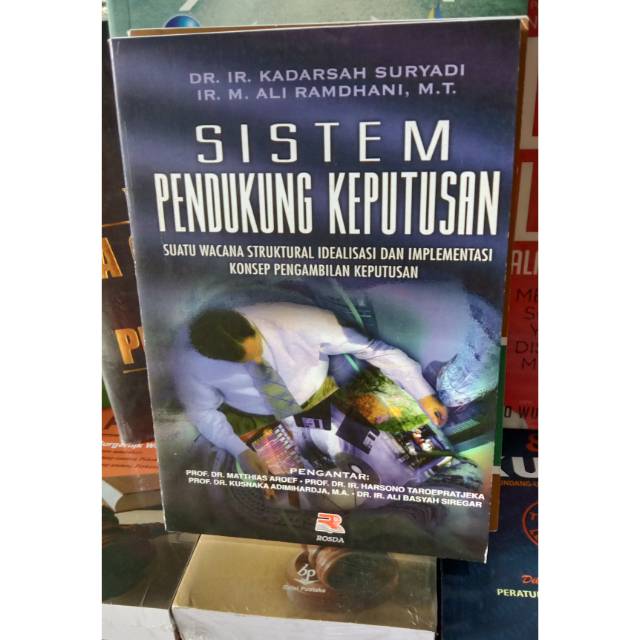 DR. IR. KADARSAH SURYADI
IR. M. ALI RAMDHANI, M.T.
SISTEM
PENDUKUNG KEPUTUSAN
SUATU WACANA STRUKTURAL IDEALISASI DAN IMPLEMENTASI
KONSEP PENGAMBILAN KEPUTUSAN
PENGANTAR:
PROF. DR. MATTHIAS AROEF • PROF. DR. IR. HARSONO TAROEPRATJEKA
PROF. DR. KUSNAKA ADIMIHARDJA, M.A. • DR. IR. ALI BASYAH SIREGAR
ROSDA
bp
PERATU